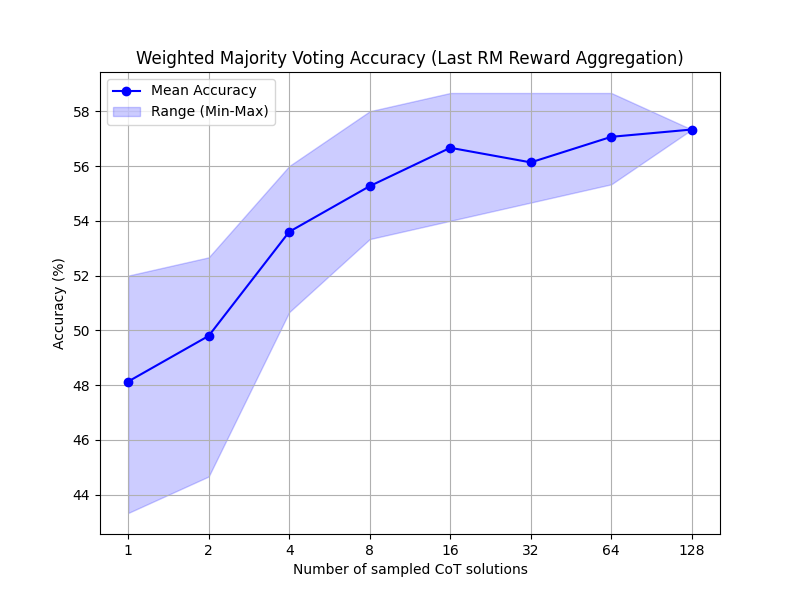 Weighted Majority Voting Accuracy (Last RM Reward Aggregation)
Mean Accuracy
Range (Min-Max)
58
56
54
52
50
48
46
44
Accuracy (%)
1 2 4 8 16 32 64 128
Number of sampled CoT solutions